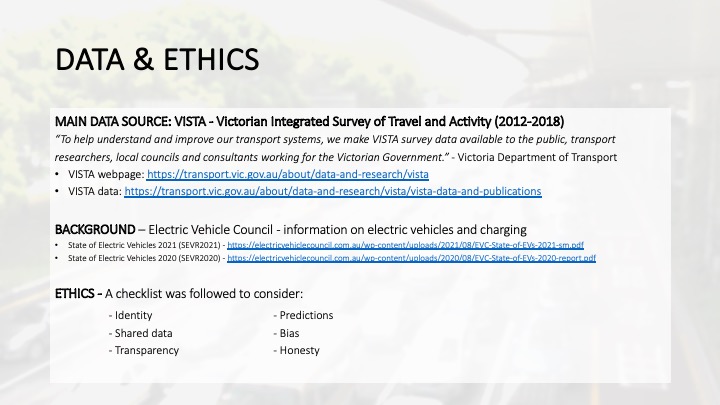 DATA & ETHICS
MAIN DATA SOURCE: VISTA - Victorian Integrated Survey of Travel and Activity (2012-2018)
"To help understand and improve our transport systems, we make VISTA survey data available to the public, transport
researchers, local councils and consultants working for the Victorian Government." - Victoria Department of Transport
• VISTA webpage: https://transport.vic.gov.au/about/data-and-research/vista
• VISTA data: https://transport.vic.gov.au/about/data-and-research/vista/vista-data-and-publications
BACKGROUND – Electric Vehicle Council - information on electric vehicles and charging
• State of Electric Vehicles 2021 (SEVR2021) - https://electricvehiclecouncil.com.au/wp-content/uploads/2021/08/EVC-State-of-EVs-2021-sm.pdf
• State of Electric Vehicles 2020 (SEVR2020) - https://electricvehiclecouncil.com.au/wp-content/uploads/2020/08/EVC-State-of-EVs-2020-report.pdf
ETHICS - A checklist was followed to consider:
- Identity
- Shared data
- Transparency
- Predictions
- Bias
- Honesty